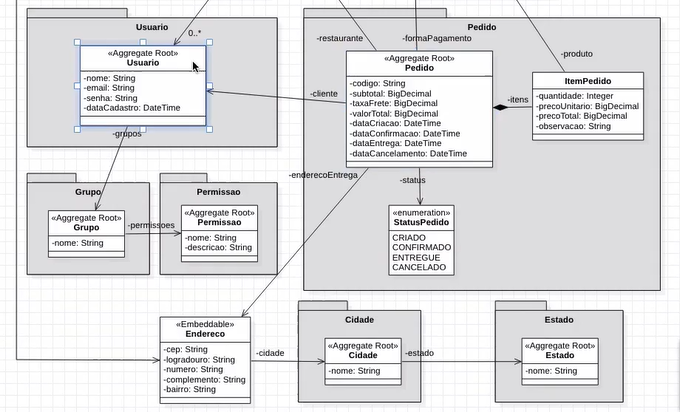 Usuario
0..*
«Aggregate Root»
Usuario
-nome: String
-email: String
-senha: String
-dataCadastro: DateTime
-grupos
Grupo
«Aggregate Root»
Grupo
-nome: String
-permissoes
Permissao
«Aggregate Root»
Permissao
-nome: String
-descricao: String
Pedido
-restaurante
-formaPagamento
-produto
-cliente
«Aggregate Root»
Pedido
-codigo: String
-subtotal: BigDecimal
-taxaFrete: BigDecimal
-valorTotal: BigDecimal
-dataCriacao: DateTime
-dataConfirmacao: DateTime
-dataEntrega: DateTime
-dataCancelamento: DateTime
-itens
ItemPedido
-quantidade: Integer
-precoUnitario: BigDecimal
-precoTotal: BigDecimal
-observacao: String
-enderecoEntrega
-status
«enumeration»
StatusPedido
CRIADO
CONFIRMADO
ENTREGUE
CANCELADO
«Embeddable»
Endereco
-cep: String
-logradouro: String
-numero: String
-complemento: String
-bairro: String
-cidade
Cidade
«Aggregate Root»
Cidade
-nome: String
-estado
Estado
«Aggregate Root»
Estado
-nome: String